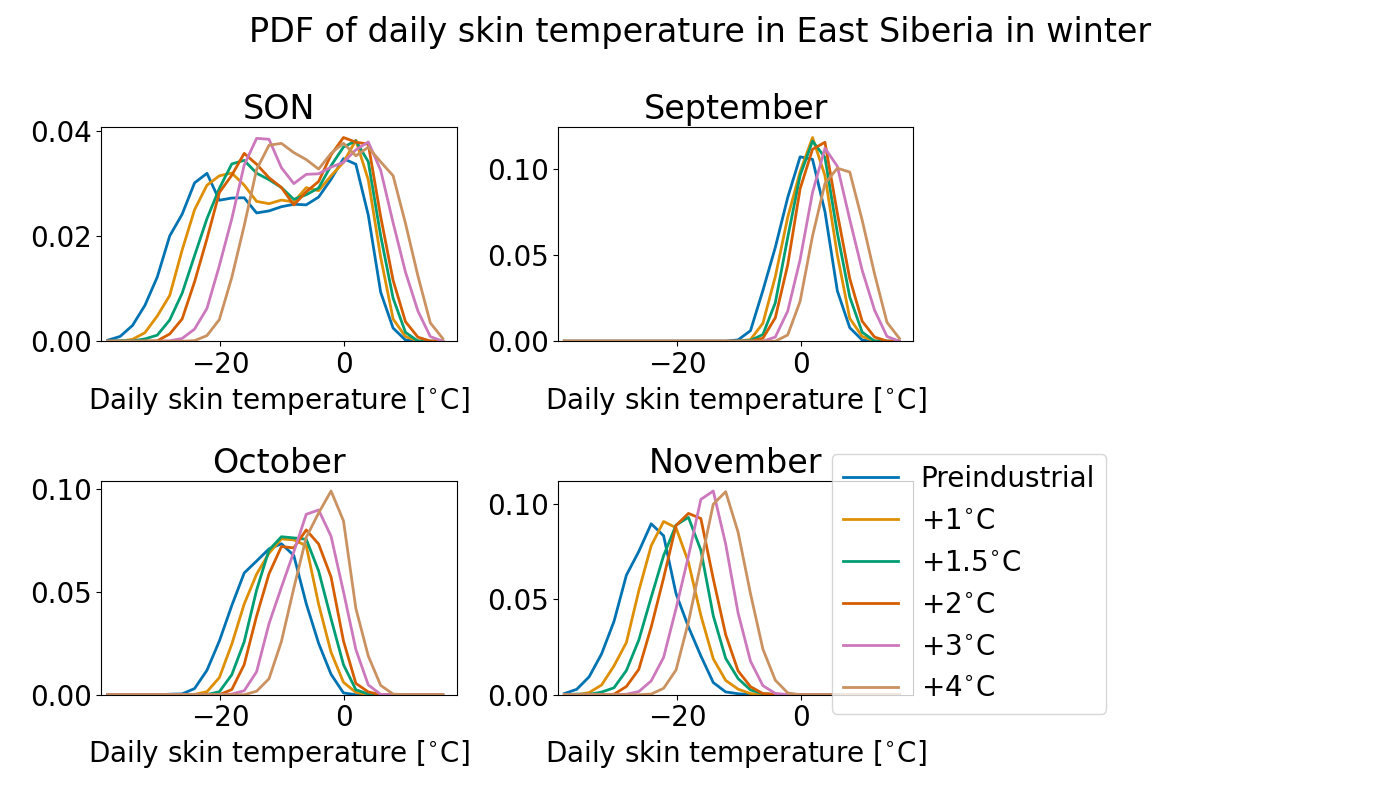 PDF of daily skin temperature in East Siberia in winter
SON
0.04
0.02
0.00
−20
0
Daily skin temperature [°C]
September
0.10
0.05
0.00
−20
0
Daily skin temperature [°C]
October
0.10
0.05
0.00
−20
0
Daily skin temperature [°C]
November
0.10
0.05
0.00
−20
0
Daily skin temperature [°C]
Preindustrial
+1°C
+1.5°C
+2°C
+3°C
+4°C